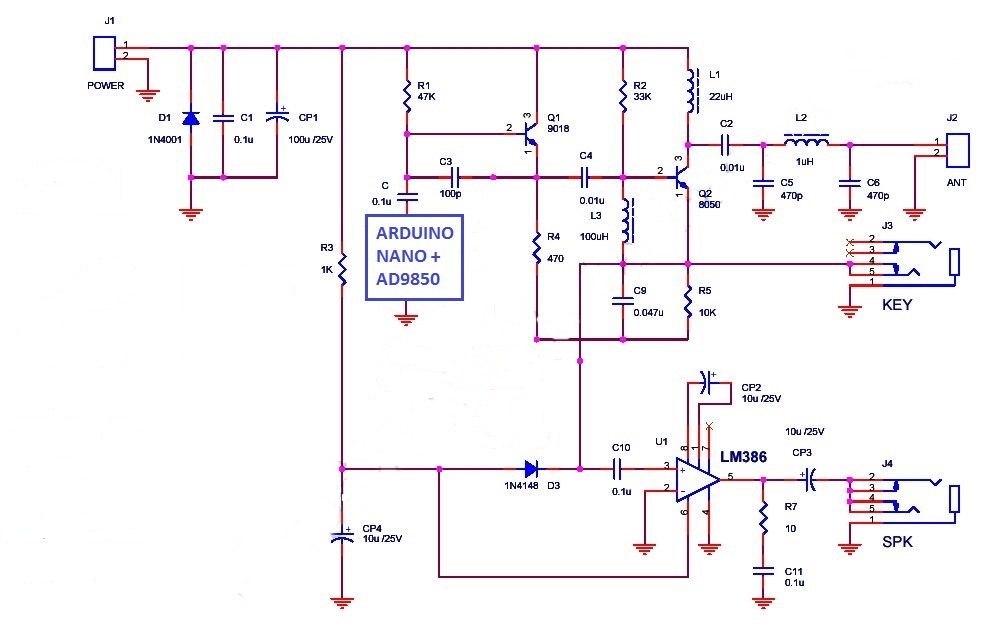 J1
1
2
POWER
D1
1N4001
C1
0.1u
CP1
100u /25V
+
R1
47K
Q1
9018
3
2
1
R2
33K
L1
22uH
C2
0.01u
L2
1uH
J2
1
2
ANT
C3
100p
C
0.1u
C4
0.01u
L3
100uH
2
3
1
Q2
8050
C5
470p
C6
470p
ARDUINO
NANO +
AD9850
R3
1K
R4
470
C9
0.047u
R5
10K
J3
2
3
4
5
1
KEY
CP2
10u /25V
+
C10
0.1u
U1
LM386
8
1
7
3
+
2
-
5
6
4
10u /25V
CP3
+
1N4148 D3
CP4
10u /25V
+
R7
10
C11
0.1u
J4
2
3
4
5
1
SPK